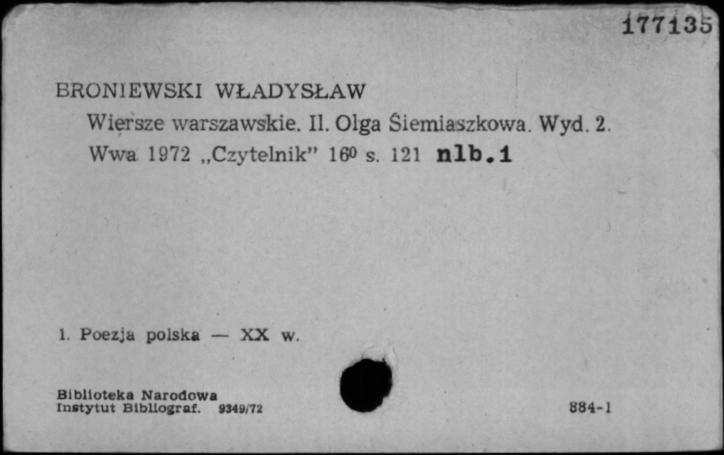 177135
BRONIEWSKI WŁADYSŁAW
Wiersze warszawskie. Il. Olga Siemiaszkowa. Wyd. 2.
Wwa 1972 „Czytelnik” 16⁰ s. 121 nlb.1
1. Poezja polska — XX w.
Biblioteka Narodowa
Instytut Bibliograf. 9349/72
884-1